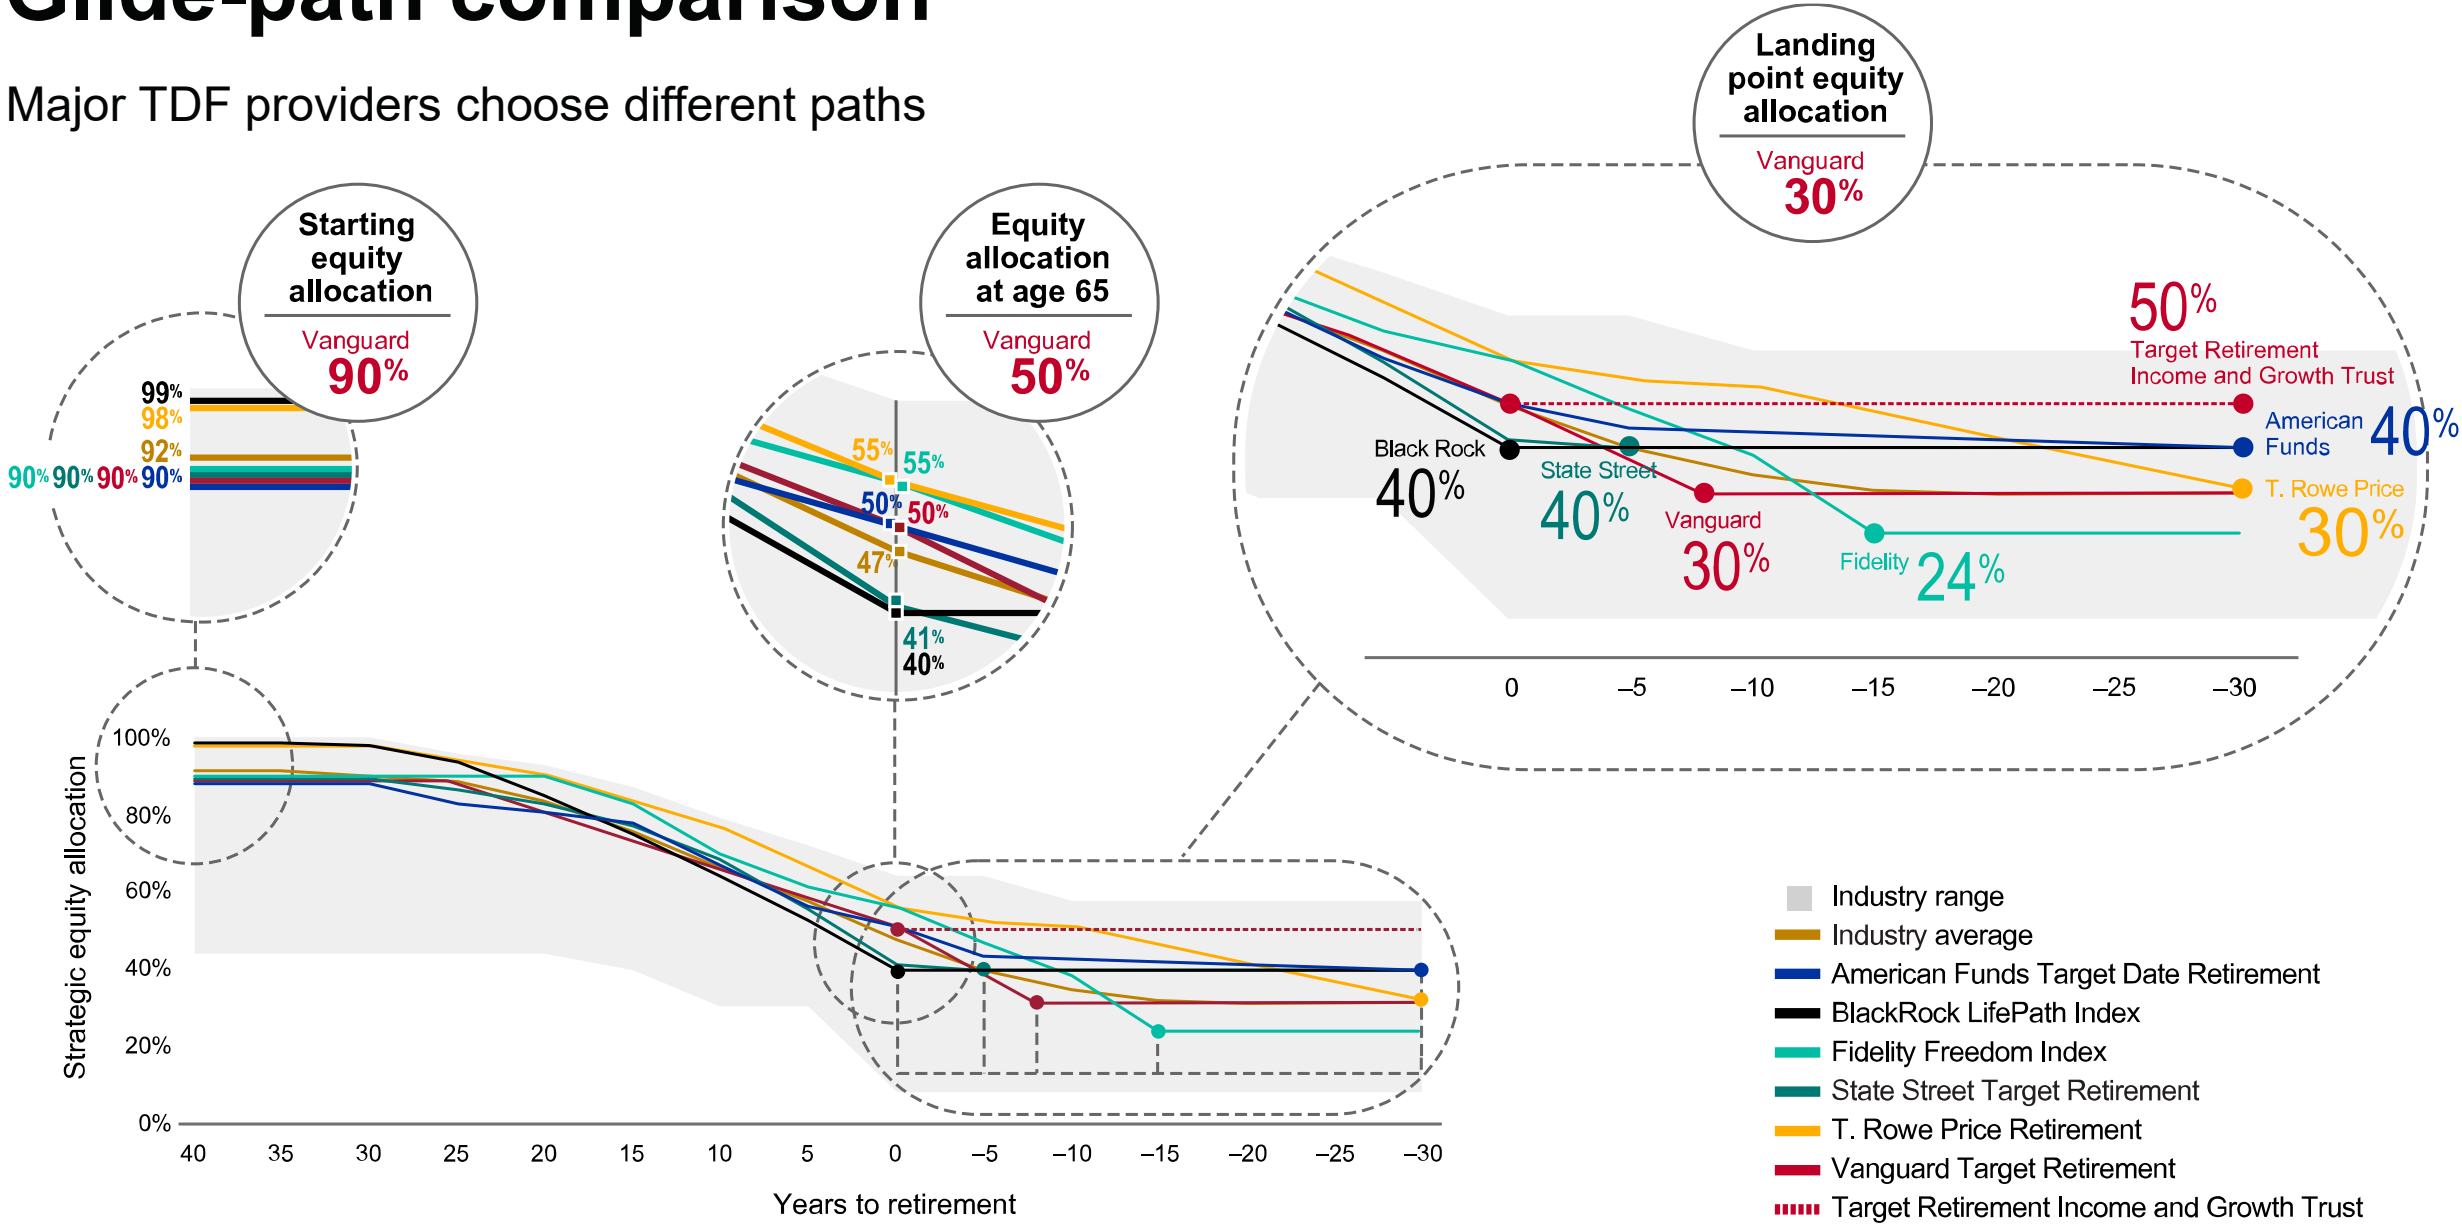 Glide-path comparison
Major TDF providers choose different paths
Starting
equity
allocation
Vanguard
90%
99%
98%
92%
90% 90% 90% 90%
Equity
allocation
at age 65
Vanguard
50%
55%
55%
50%
50%
47%
41%
40%
Landing
point equity
allocation
Vanguard
30%
50%
Target Retirement
Income and Growth Trust
American
Funds
40%
Black Rock
40%
State Street
40%
Vanguard
30%
Fidelity 24%
T. Rowe Price
30%
0 –5 –10 –15 –20 –25 –30
Strategic equity allocation
100%
80%
60%
40%
20%
0%
40 35 30 25 20 15 10 5 0 –5 –10 –15 –20 –25 –30
Years to retirement
Industry range
Industry average
American Funds Target Date Retirement
BlackRock LifePath Index
Fidelity Freedom Index
State Street Target Retirement
T. Rowe Price Retirement
Vanguard Target Retirement
Target Retirement Income and Growth Trust